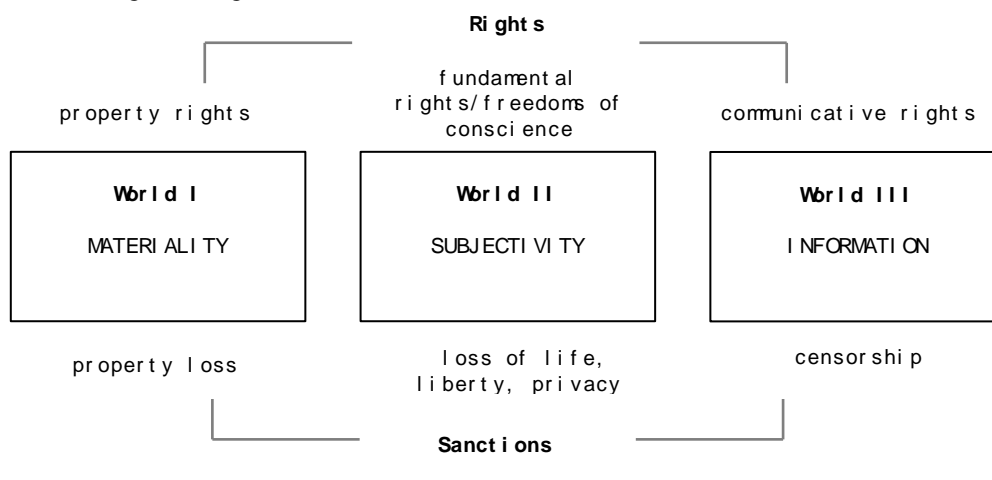 Rights
fundamental
rights/freedoms of
conscience
property rights
communicative rights
World I
World II
World III
MATERIALITY
SUBJECTIVITY
INFORMATION
property loss
loss of life,
liberty, privacy
censorship
Sanctions